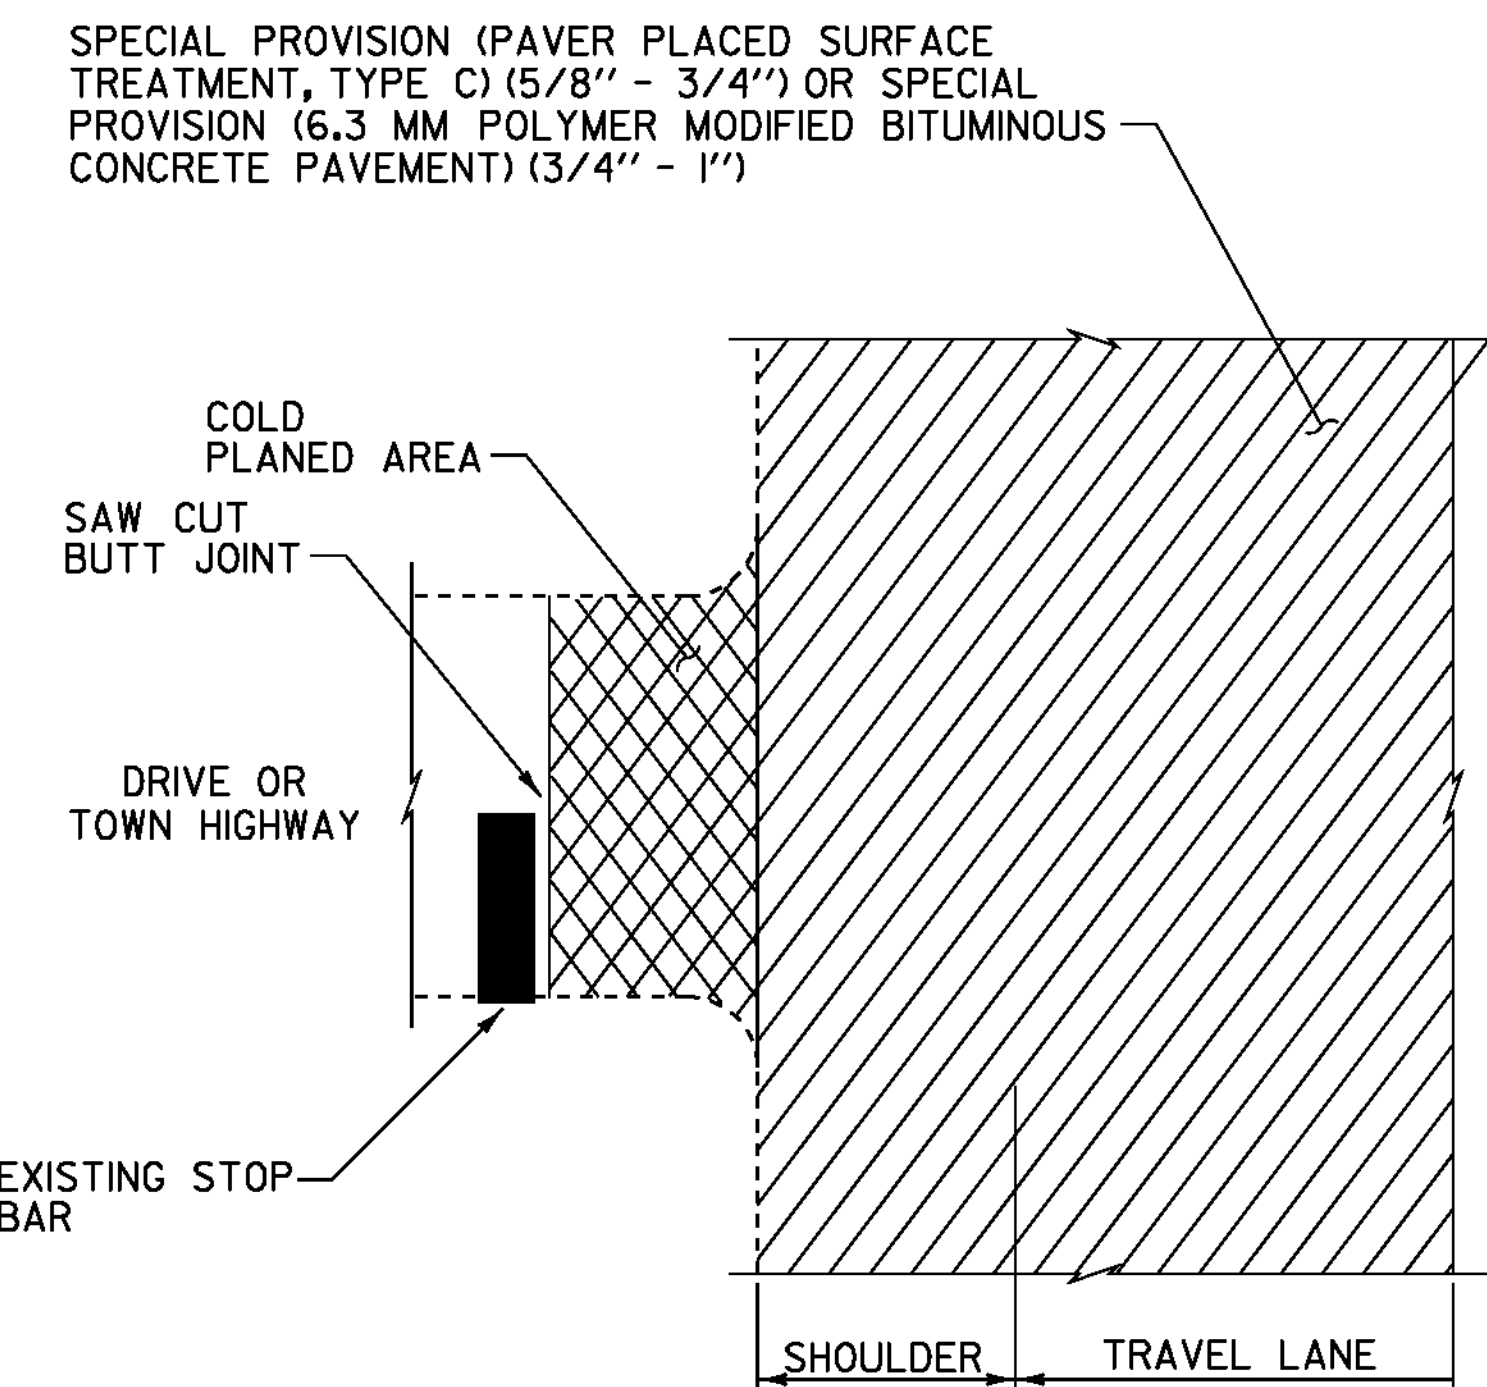 SPECIAL PROVISION (PAVER PLACED SURFACE
TREATMENT, TYPE C) (5/8" - 3/4") OR SPECIAL
PROVISION (6.3 MM POLYMER MODIFIED BITUMINOUS
CONCRETE PAVEMENT) (3/4" - 1")
COLD
PLANED AREA
SAW CUT
BUTT JOINT
DRIVE OR
TOWN HIGHWAY
EXISTING STOP
BAR
SHOULDER
TRAVEL LANE